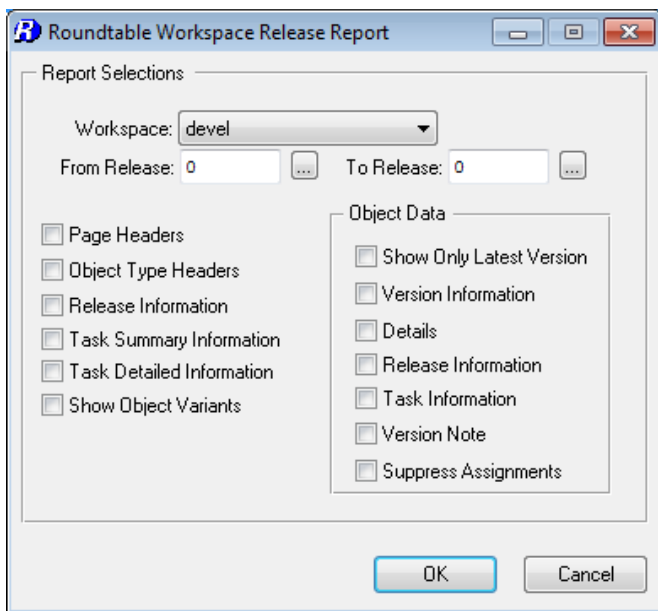 Roundtable Workspace Release Report
Report Selections
Workspace: devel
From Release: 0 ... To Release: 0 ...
Page Headers
Object Type Headers
Release Information
Task Summary Information
Task Detailed Information
Show Object Variants
Object Data
Show Only Latest Version
Version Information
Details
Release Information
Task Information
Version Note
Suppress Assignments
OK Cancel